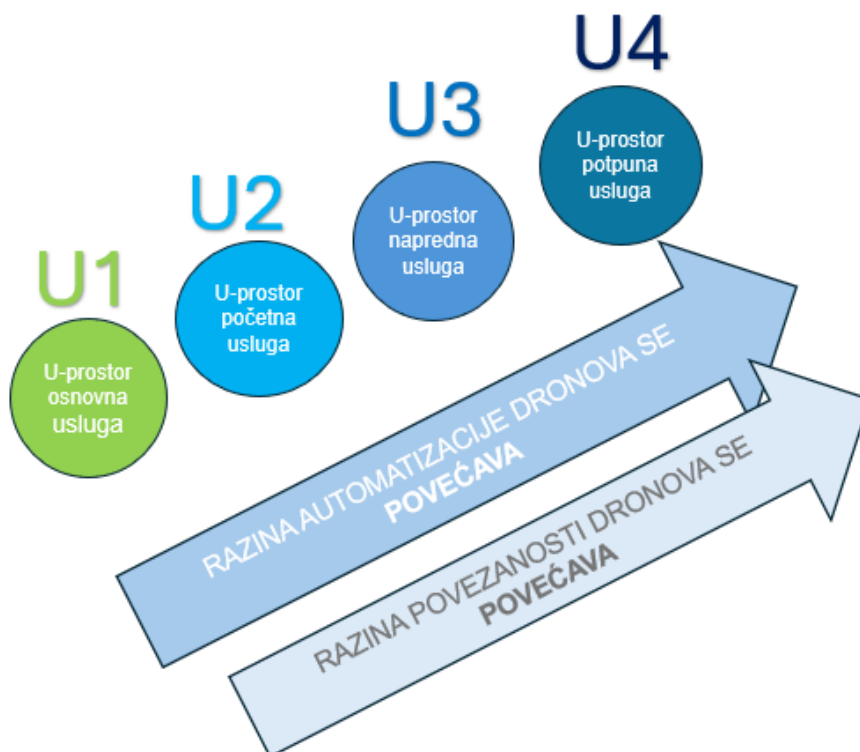 U1
U-prostor
osnovna
usluga
U2
U-prostor
početna
usluga
U3
U-prostor
napredna
usluga
U4
U-prostor
potpuna
usluga
RAZINA AUTOMATIZACIJE DRONOVA SE
POVEĆAVA
RAZINA POVEZANOSTI DRONOVA SE
POVEĆAVA